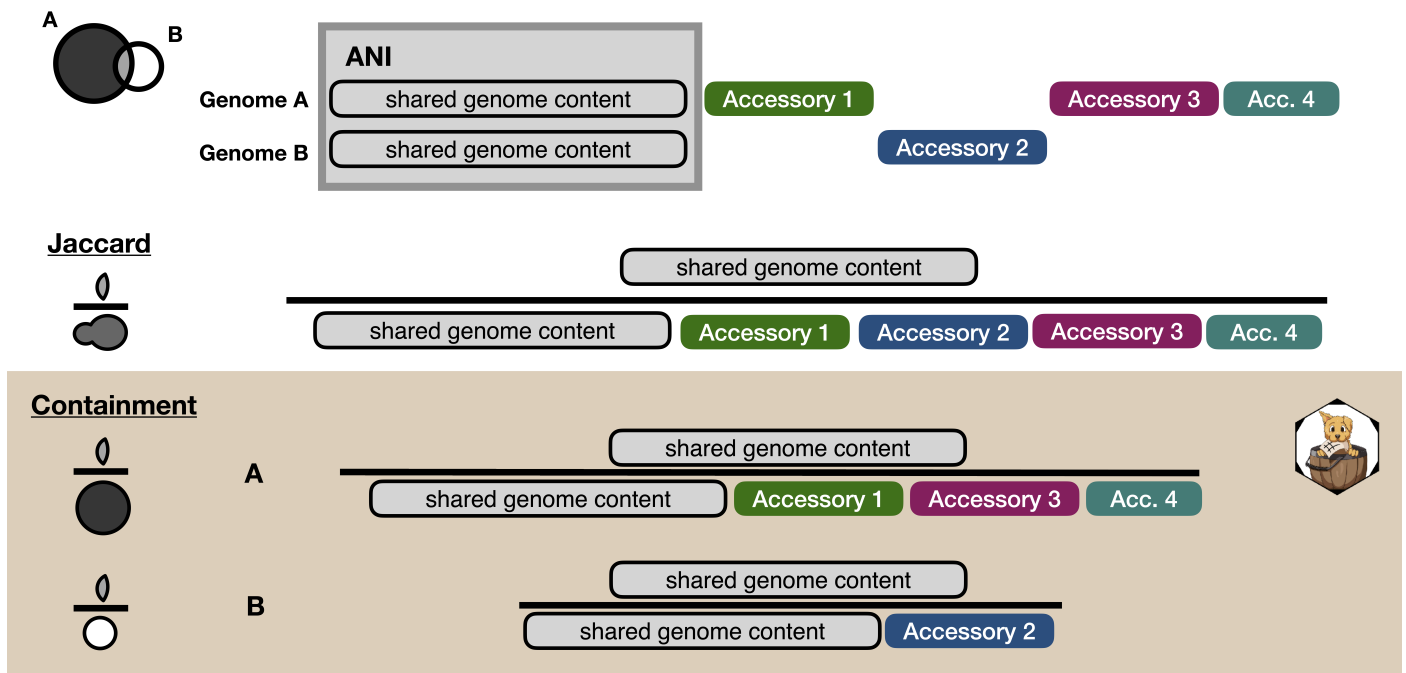 A
B
ANI
Genome A
shared genome content
Accessory 1
Accessory 3
Acc. 4
Genome B
shared genome content
Accessory 2
Jaccard
shared genome content
shared genome content
Accessory 1
Accessory 2
Accessory 3
Acc. 4
Containment
A
shared genome content
shared genome content
Accessory 1
Accessory 3
Acc. 4
B
shared genome content
shared genome content
Accessory 2